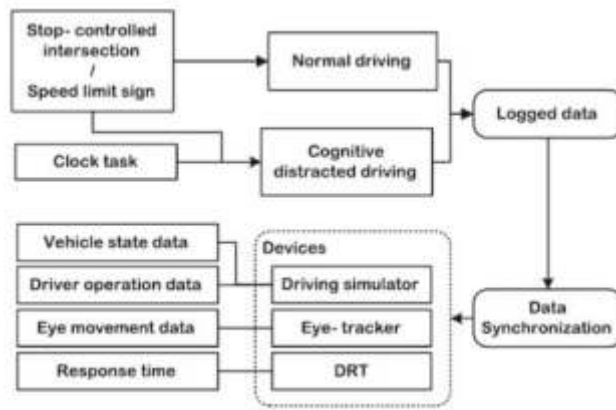 Stop- controlled
intersection
/
Speed limit sign
Normal driving
Logged data
Clock task
Cognitive
distracted driving
Vehicle state data
Devices
Driver operation data
Driving simulator
Data
Synchronization
Eye movement data
Eye- tracker
Response time
DRT